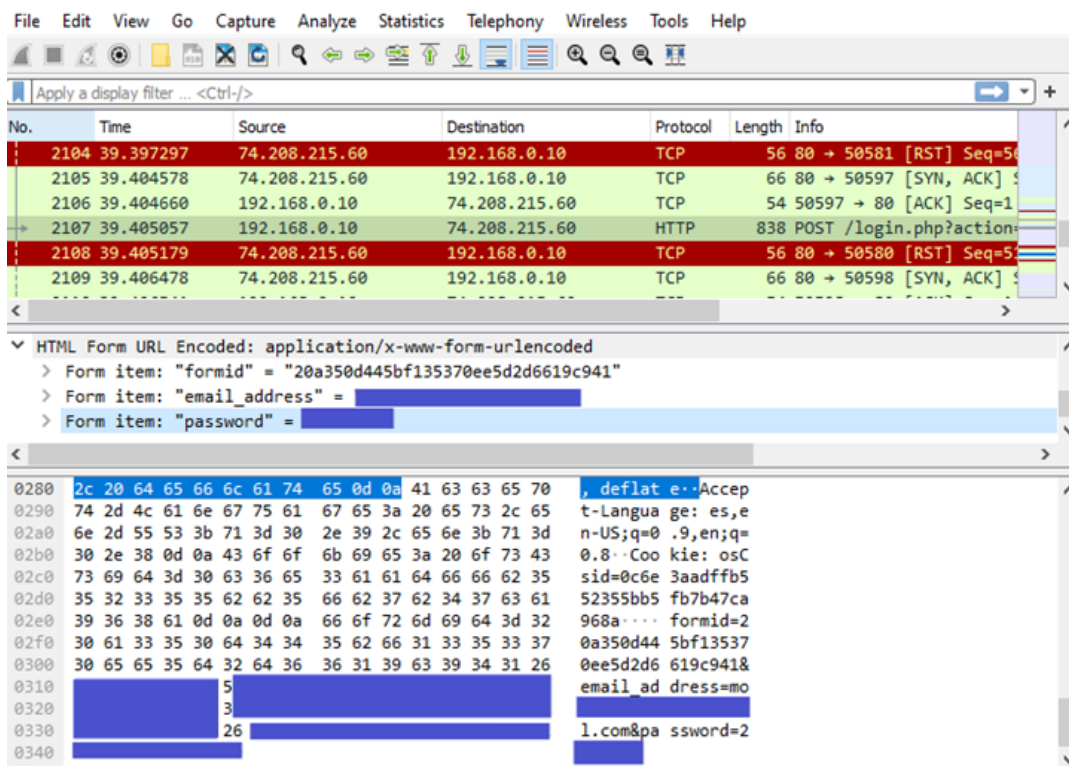 File Edit View Go Capture Analyze Statistics Telephony Wireless Tools Help
Apply a display filter ... <Ctrl-/>
No. Time Source Destination Protocol Length Info
2104 39.397297 74.208.215.60 192.168.0.10 TCP 56 80 → 50581 [RST] Seq=50
2105 39.404578 74.208.215.60 192.168.0.10 TCP 66 80 → 50597 [SYN, ACK]
2106 39.404660 192.168.0.10 74.208.215.60 TCP 54 50597 → 80 [ACK] Seq=1
2107 39.405057 192.168.0.10 74.208.215.60 HTTP 838 POST /login.php?action=
2108 39.405179 74.208.215.60 192.168.0.10 TCP 56 80 → 50580 [RST] Seq=51
2109 39.406478 74.208.215.60 192.168.0.10 TCP 66 80 → 50598 [SYN, ACK]
HTML Form URL Encoded: application/x-www-form-urlencoded
Form item: "formid" = "20a350d445bf135370ee5d2d6619c941"
Form item: "email_address" =
Form item: "password" =
0280 2c 20 64 65 66 6c 61 74 65 0d 0a 41 63 63 65 70 , deflat e··Accep
0290 74 2d 4c 61 6e 67 75 61 67 65 3a 20 65 73 2c 65 t-Langua ge: es,e
02a0 6e 2d 55 53 3b 71 3d 30 2e 39 2c 65 6e 3b 71 3d n-US;q=0 .9,en;q=
02b0 30 2e 38 0d 0a 43 6f 6f 6b 69 65 3a 20 6f 73 43 0.8··Coo kie: osC
02c0 73 69 64 3d 30 63 36 65 33 61 61 64 66 66 62 35 sid=0c6e 3aadffb5
02d0 35 32 33 35 35 62 62 35 66 62 37 62 34 37 63 61 52355bb5 fb7b47ca
02e0 39 36 38 61 0d 0a 0d 0a 66 6f 72 6d 69 64 3d 32 968a···· formid=2
02f0 30 61 33 35 30 64 34 34 35 62 66 31 33 35 33 37 0a350d44 5bf13537
0300 30 65 65 35 64 32 64 36 36 31 39 63 39 34 31 26 0ee5d2d6 619c941&
0310 5 email_ad dress=mo
0320 3
0330 26 l.com&pa ssword=2
0340